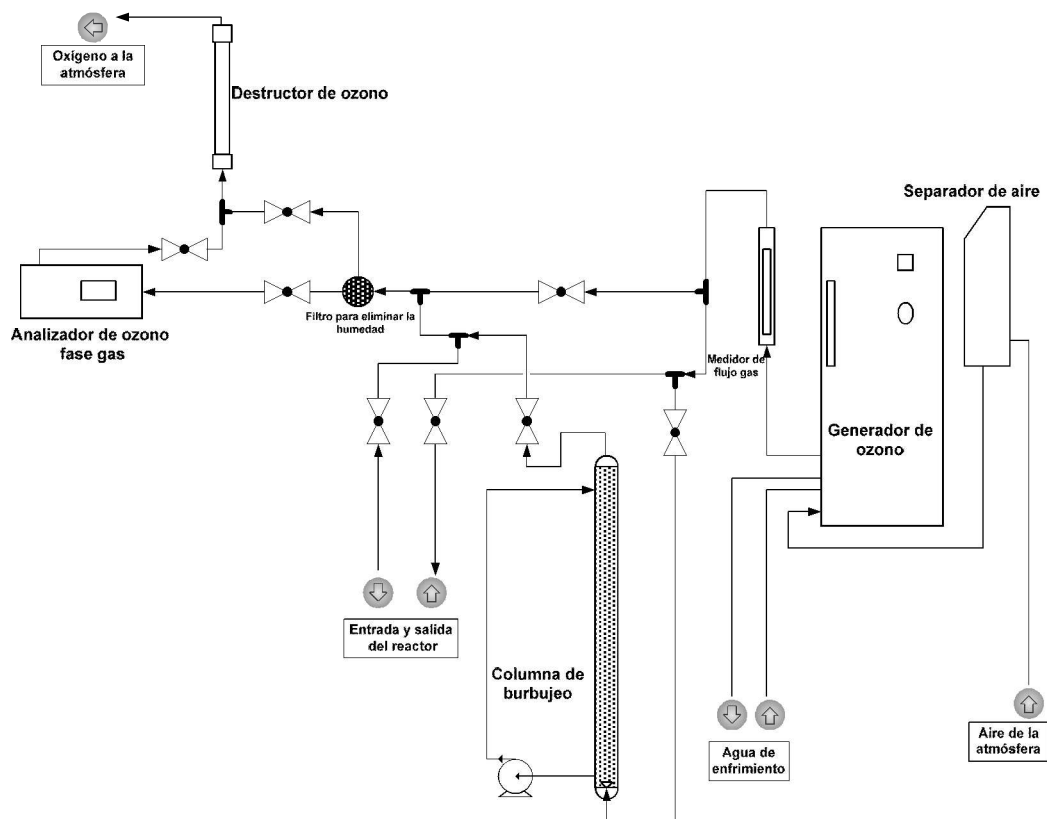 Oxígeno a la
atmósfera
Destructor de ozono
Separador de aire
Analizador de ozono
fase gas
Filtro para eliminar la
humedad
Medidor de
flujo gas
Generador de
ozono
Entrada y salida
del reactor
Columna de
burbujeo
Agua de
enfrimiento
Aire de la
atmósfera